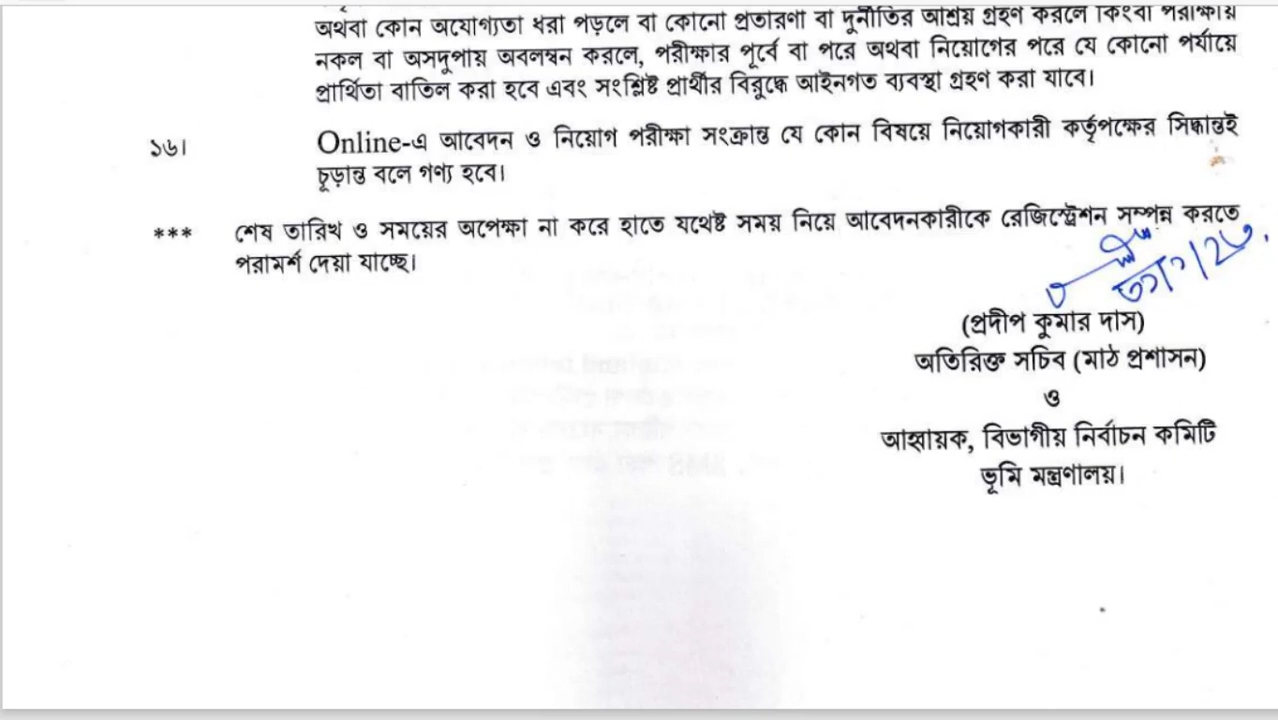 অথবা কোন অযোগ্যতা ধরা পড়লে বা কোনো প্রতারণা বা দুর্নীতির আশ্রয় গ্রহণ করলে কিংবা পরীক্ষায়
নকল বা অসদুপায় অবলম্বন করলে, পরীক্ষার পূর্বে বা পরে অথবা নিয়োগের পরে যে কোনো পর্যায়ে
প্রার্থিতা বাতিল করা হবে এবং সংশ্লিষ্ট প্রার্থীর বিরুদ্ধে আইনগত ব্যবস্থা গ্রহণ করা যাবে।
১৬। Online-এ আবেদন ও নিয়োগ পরীক্ষা সংক্রান্ত যে কোন বিষয়ে নিয়োগকারী কর্তৃপক্ষের সিদ্ধান্তই
চূড়ান্ত বলে গণ্য হবে।
*** শেষ তারিখ ও সময়ের অপেক্ষা না করে হাতে যথেষ্ট সময় নিয়ে আবেদনকারীকে রেজিস্ট্রেশন সম্পন্ন করতে
পরামর্শ দেয়া যাচ্ছে।
(প্রদীপ কুমার দাস)
অতিরিক্ত সচিব (মাঠ প্রশাসন)
ও
আহ্বায়ক, বিভাগীয় নির্বাচন কমিটি
ভূমি মন্ত্রণালয়।